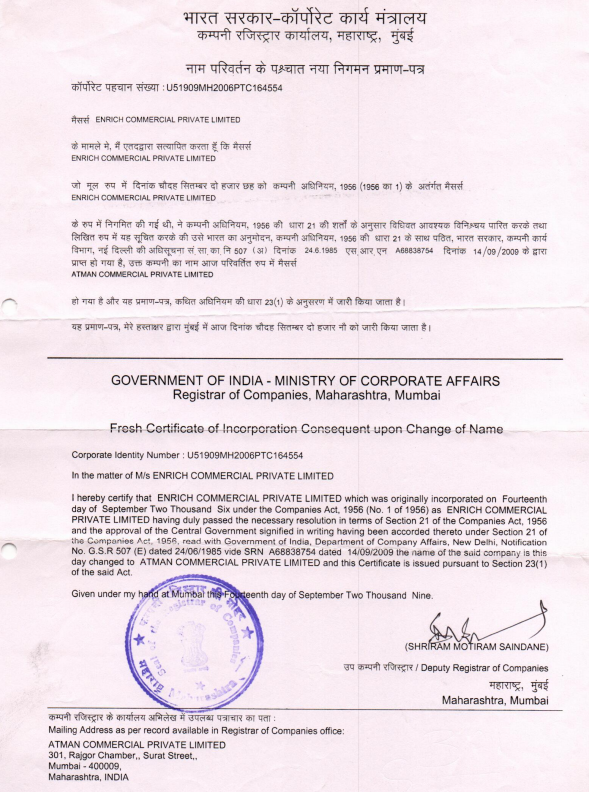 भारत सरकार-कॉर्पोरेट कार्य मंत्रालय
कम्पनी रजिस्ट्रार कार्यालय, महाराष्ट्र, मुंबई
नाम परिवर्तन के पश्चात नया निगमन प्रमाण-पत्र
कॉर्पोरेट पहचान संख्या : U51909MH2006PTC164554
मैसर्स ENRICH COMMERCIAL PRIVATE LIMITED
के मामले मे, मैं एतदद्वारा सत्यापित करता हूँ कि मैसर्स
ENRICH COMMERCIAL PRIVATE LIMITED
जो मूल रुप में दिनांक चौदह सितम्बर दो हजार छह को कम्पनी अधिनियम, 1956 (1956 का 1) के अंतर्गत मैसर्स
ENRICH COMMERCIAL PRIVATE LIMITED
के रुप में निगमित की गई थी, ने कम्पनी अधिनियम, 1956 की धारा 21 की शर्तों के अनुसार विधिवत आवश्यक विनिश्चय पारित करके तथा
लिखित रुप में यह सूचित करके की उसे भारत का अनुमोदन, कम्पनी अधिनियम, 1956 की धारा 21 के साथ पठित, भारत सरकार, कम्पनी कार्य
विभाग, नई दिल्ली की अधिसूचना सं. सा. का. नि 507 (अ) दिनांक 24.6.1985 एस.आर.एन A68838754 दिनांक 14/09/2009 के द्वारा
प्राप्त हो गया है, उक्त कम्पनी का नाम आज परिवर्तित रुप में मैसर्स
ATMAN COMMERCIAL PRIVATE LIMITED
हो गया है और यह प्रमाण-पत्र, कथित अधिनियम की धारा 23(1) के अनुसरण में जारी किया जाता है।
यह प्रमाण-पत्र, मेरे हस्ताक्षर द्वारा मुंबई में आज दिनांक चौदह सितम्बर दो हजार नौ को जारी किया जाता है।
GOVERNMENT OF INDIA - MINISTRY OF CORPORATE AFFAIRS
Registrar of Companies, Maharashtra, Mumbai
Fresh Certificate of Incorporation Consequent upon Change of Name
Corporate Identity Number : U51909MH2006PTC164554
In the matter of M/s ENRICH COMMERCIAL PRIVATE LIMITED
I hereby certify that ENRICH COMMERCIAL PRIVATE LIMITED which was originally incorporated on Fourteenth
day of September Two Thousand Six under the Companies Act, 1956 (No. 1 of 1956) as ENRICH COMMERCIAL
PRIVATE LIMITED having duly passed the necessary resolution in terms of Section 21 of the Companies Act, 1956
and the approval of the Central Government signified in writing having been accorded thereto under Section 21 of
the Companies Act, 1956, read with Government of India, Department of Company Affairs, New Delhi, Notification
No. G.S.R 507 (E) dated 24/06/1985 vide SRN A68838754 dated 14/09/2009 the name of the said company is this
day changed to ATMAN COMMERCIAL PRIVATE LIMITED and this Certificate is issued pursuant to Section 23(1)
of the said Act.
Given under my hand at Mumbai this Fourteenth day of September Two Thousand Nine.
Seal of the Registrar of Companies
(SHRIRAM MOTIRAM SAINDANE)
उप कम्पनी रजिस्ट्रार / Deputy Registrar of Companies
महाराष्ट्र, मुंबई
Maharashtra, Mumbai
कम्पनी रजिस्ट्रार के कार्यालय अभिलेख में उपलब्ध पत्राचार का पता :
Mailing Address as per record available in Registrar of Companies office:
ATMAN COMMERCIAL PRIVATE LIMITED
301, Rajgor Chamber,, Surat Street,,
Mumbai - 400009,
Maharashtra, INDIA